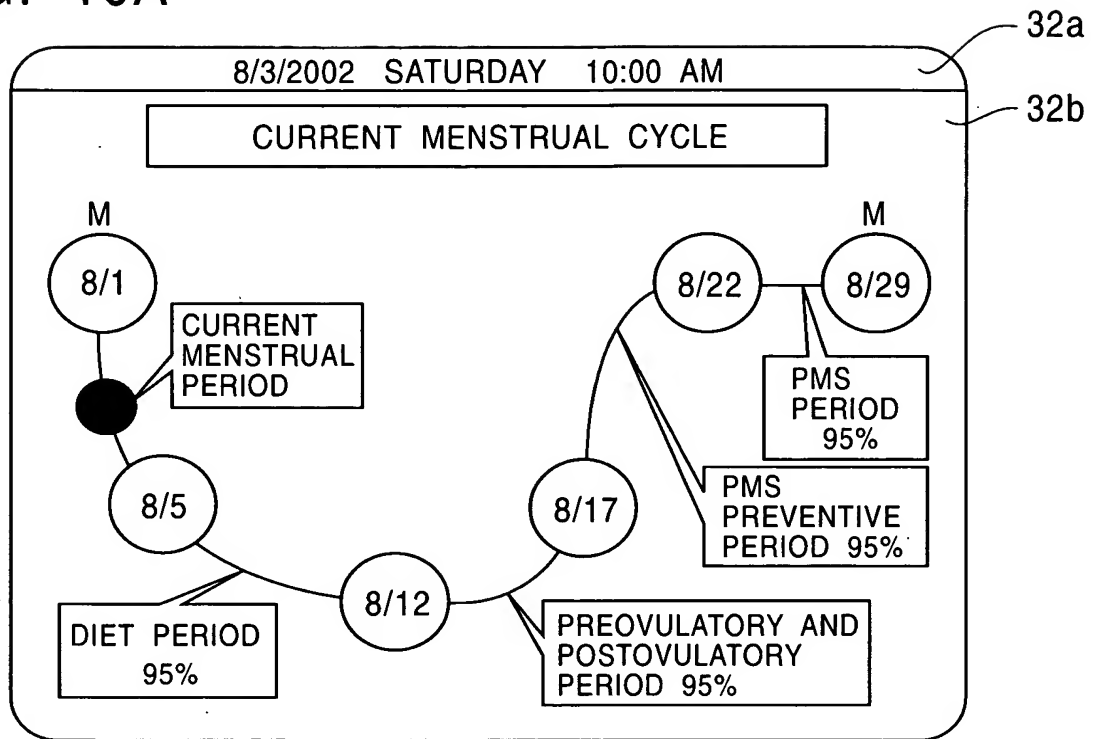 32a
8/3/2002 SATURDAY 10:00 AM
32b
CURRENT MENSTRUAL CYCLE
M
M
8/1
8/22
8/29
CURRENT
MENSTRUAL
PERIOD
PMS
PERIOD
95%
8/5
8/17
PMS
PREVENTIVE
PERIOD 95%
8/12
DIET PERIOD
95%
PREOVULATORY AND
POSTOVULATORY
PERIOD 95%